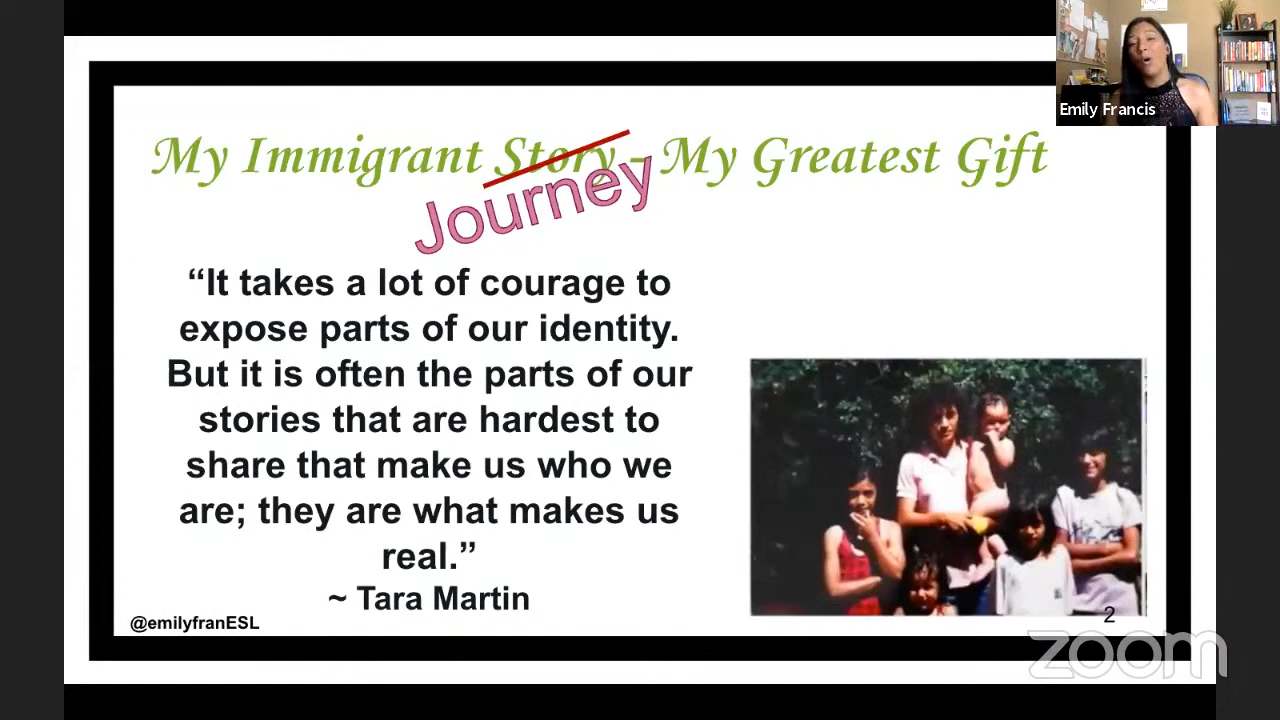 Emily Francis
My Immigrant Story - My Greatest Gift
Journey
“It takes a lot of courage to
expose parts of our identity.
But it is often the parts of our
stories that are hardest to
share that make us who we
are; they are what makes us
real.”
~ Tara Martin
@emilyfranESL
2
zoom